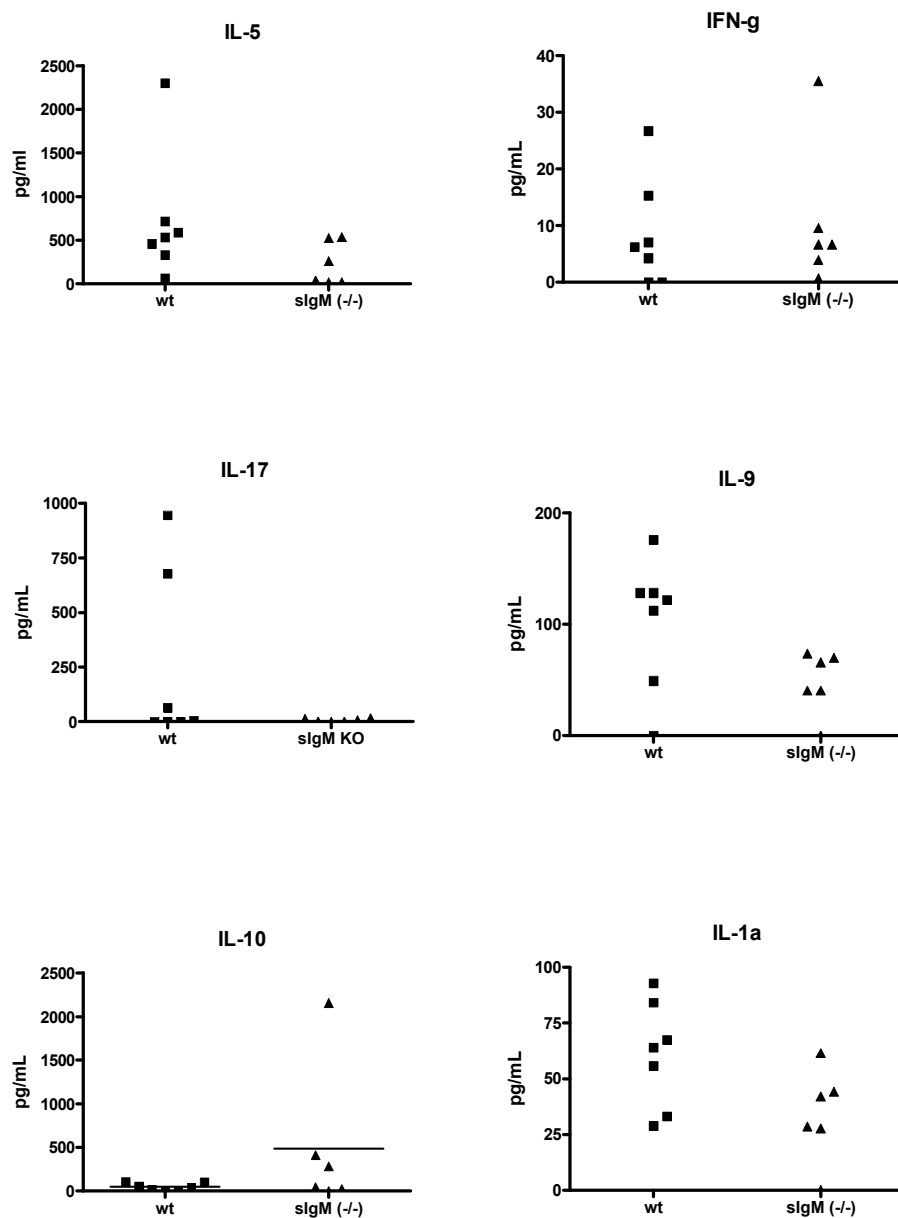 IL-5
2500
2000
1500
1000
500
0
pg/ml
wt
sIgM (-/-)
IFN-g
40
30
20
10
0
pg/mL
wt
sIgM (-/-)
IL-17
1000
750
500
250
0
pg/mL
wt
sIgM KO
IL-9
200
100
0
pg/mL
wt
sIgM (-/-)
IL-10
2500
2000
1500
1000
500
0
pg/mL
wt
sIgM (-/-)
IL-1a
100
75
50
25
0
pg/mL
wt
sIgM (-/-)